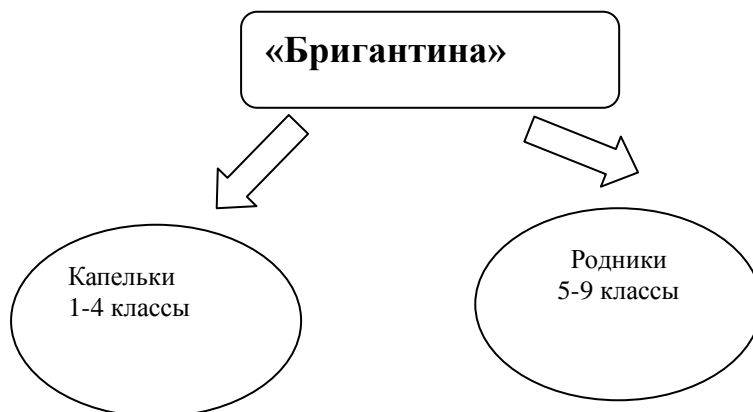 «Бригантина»
Капельки
1-4 классы
Родники
5-9 классы